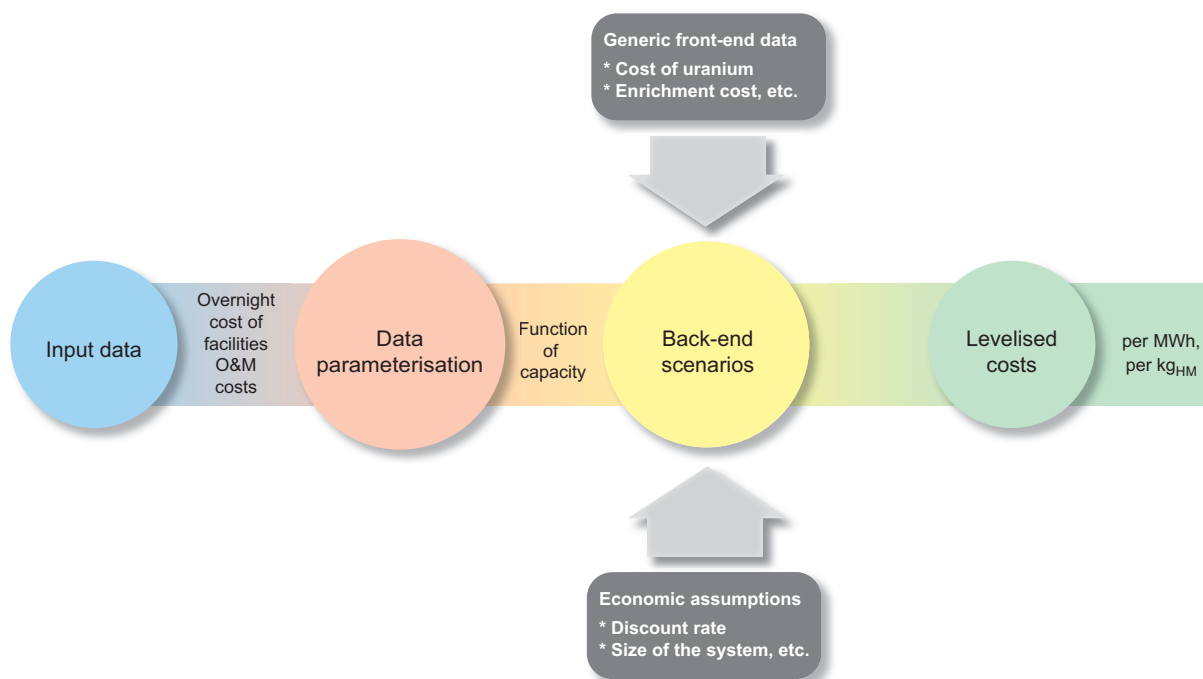 Generic front-end data
* Cost of uranium
* Enrichment cost, etc.
Input data
Overnight
cost of
facilities
O&M
costs
Data
parameterisation
Function
of
capacity
Back-end
scenarios
Levelised
costs
per MWh,
per kgHM
Economic assumptions
* Discount rate
* Size of the system, etc.